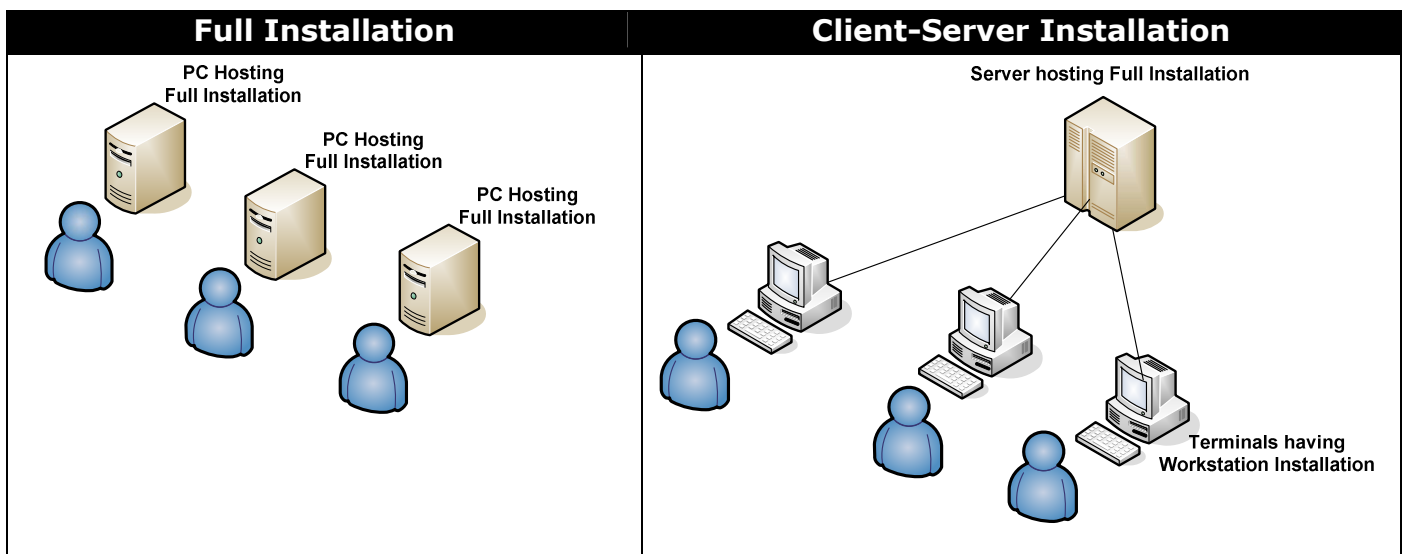 Full Installation
Client-Server Installation
PC Hosting
Full Installation
PC Hosting
Full Installation
PC Hosting
Full Installation
Server hosting Full Installation
Terminals having
Workstation Installation